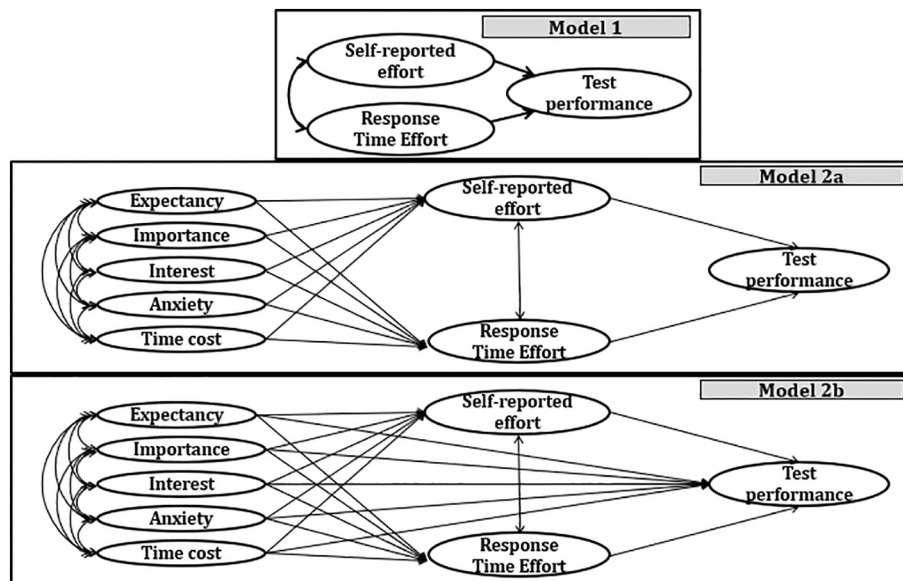 Model 1
Self-reported
effort
Test
performance
Response
Time Effort
Model 2a
Expectancy
Importance
Interest
Anxiety
Time cost
Self-reported
effort
Response
Time Effort
Test
performance
Model 2b
Expectancy
Importance
Interest
Anxiety
Time cost
Self-reported
effort
Response
Time Effort
Test
performance